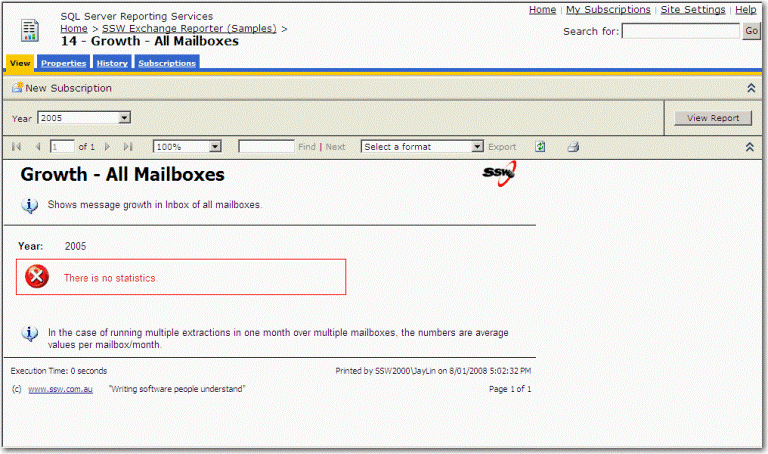 SQL Server Reporting Services
Home | My Subscriptions | Site Settings | Help
Home > SSW Exchange Reporter (Samples) >
14 - Growth - All Mailboxes
Search for: Go
View Properties History Subscriptions
New Subscription
Year 2005 View Report
1 of 1 100% Find | Next Select a format Export
Growth - All Mailboxes
SSW
Shows message growth in Inbox of all mailboxes.
Year: 2005
There is no statistics.
In the case of running multiple extractions in one month over multiple mailboxes, the numbers are average
values per mailbox/month.
Execution Time: 0 seconds Printed by SSW2000\JayLin on 8/01/2008 5:02:32 PM
(c) www.ssw.com.au "Writing software people understand" Page 1 of 1